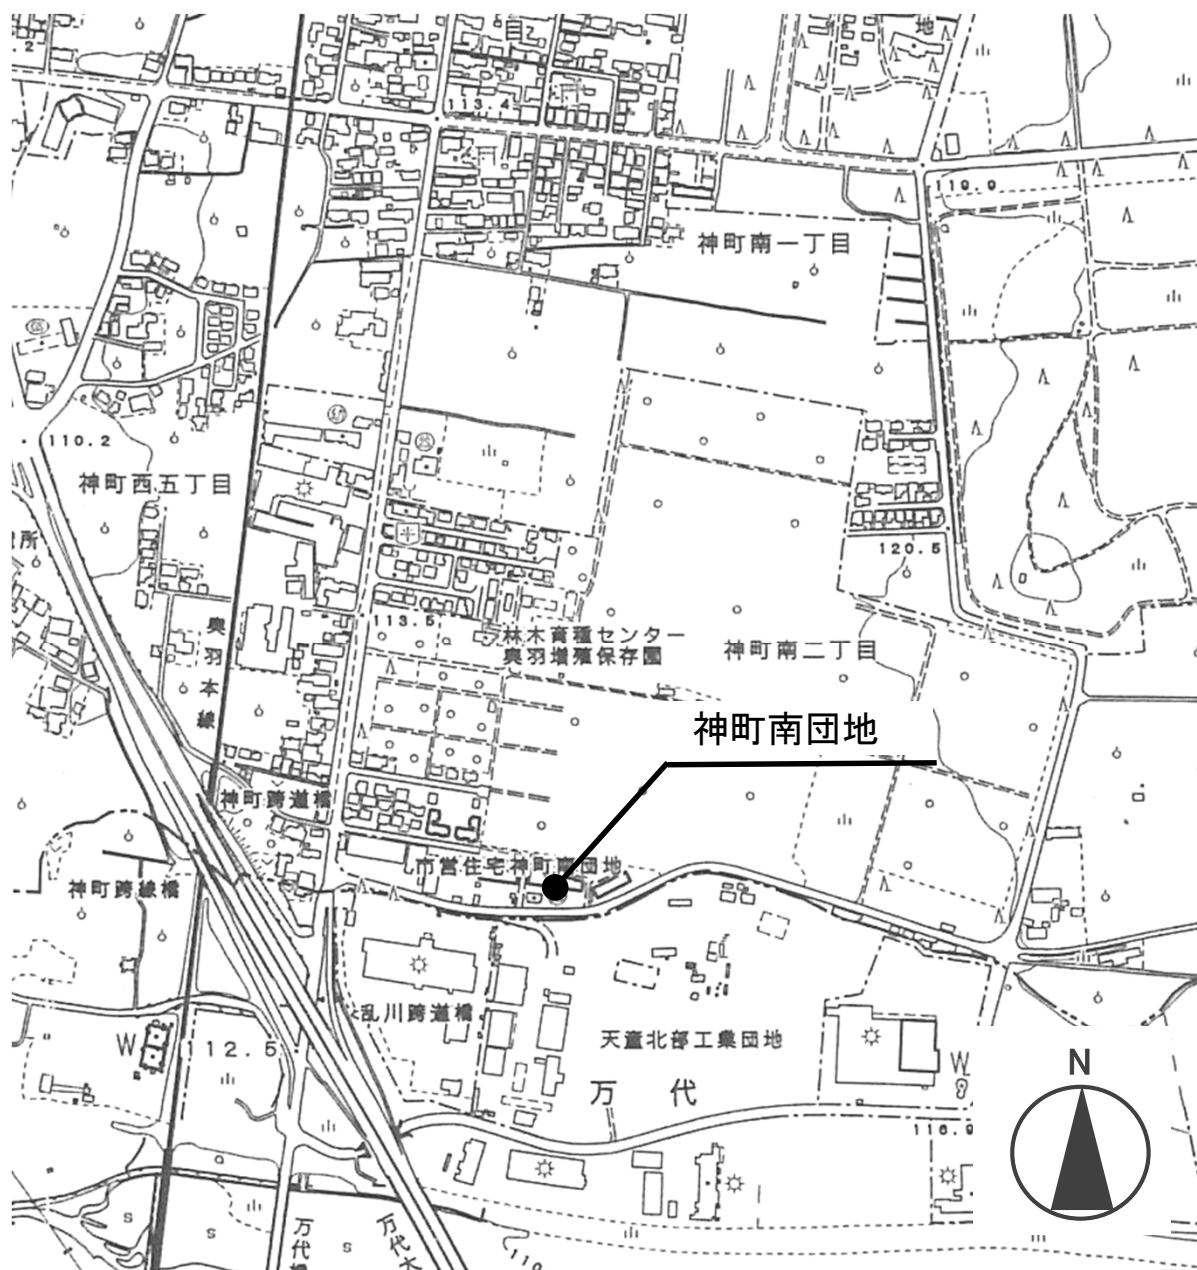 113.4
119.9
神町南一丁目
110.2
神町西五丁目
120.5
奥羽本線
113.5
林木育種センター
奥羽増殖保存園
神町南二丁目
神町南団地
神町跨道橋
市営住宅神町南団地
神町跨線橋
乱川跨道橋
天童北部工業団地
W
112.5
万代
W
N
116.9
万代
万代